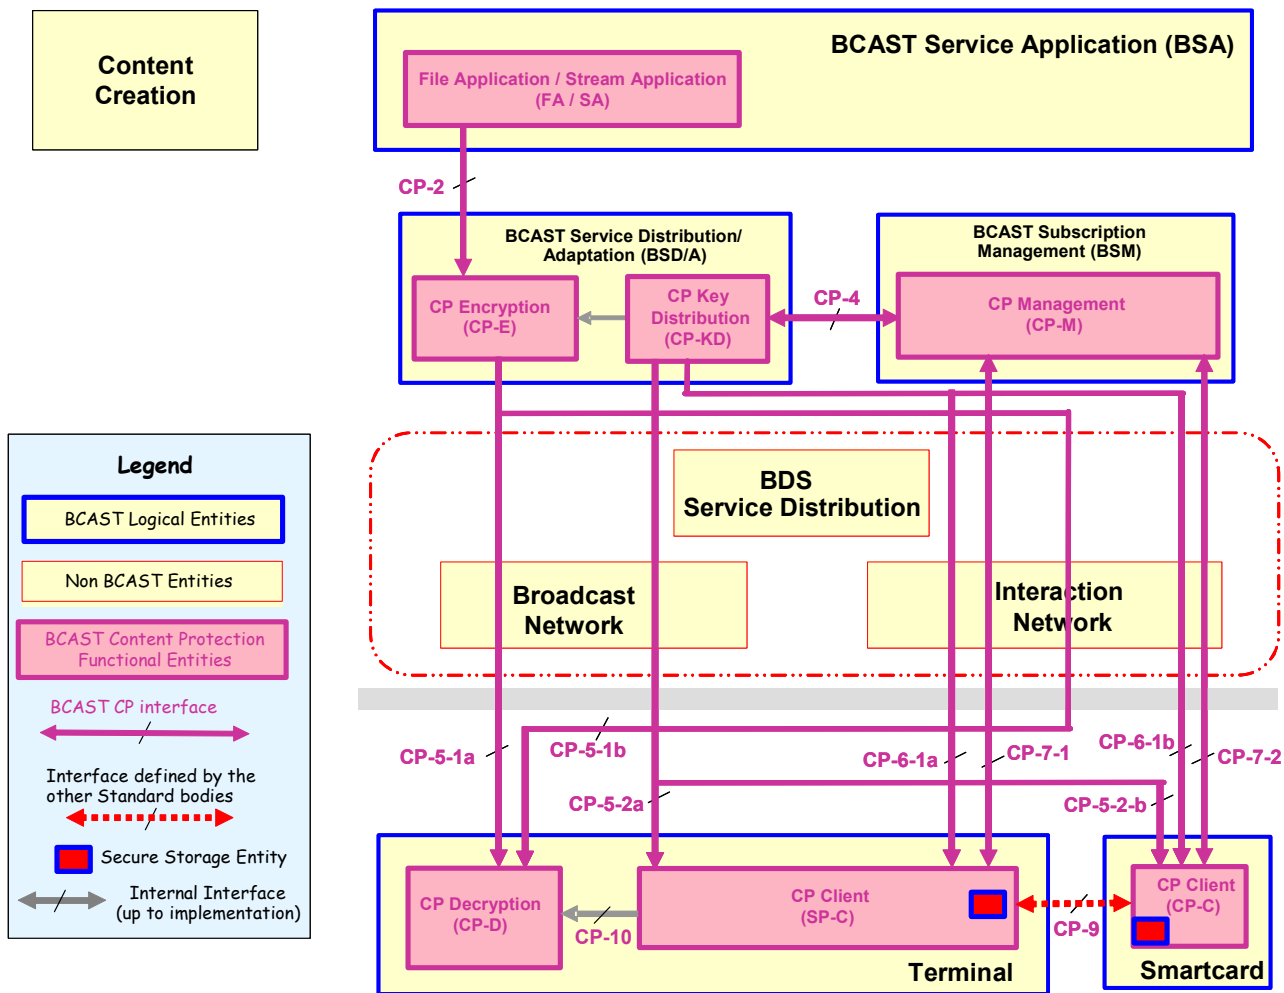 Content
Creation
BCAST Service Application (BSA)
File Application / Stream Application
(FA / SA)
CP-2
BCAST Service Distribution/
Adaptation (BSD/A)
BCAST Subscription
Management (BSM)
CP Encryption
(CP-E)
CP Key
Distribution
(CP-KD)
CP-4
CP Management
(CP-M)
Legend
BCAST Logical Entities
Non BCAST Entities
BCAST Content Protection
Functional Entities
BCAST CP interface
Interface defined by the
other Standard bodies
Secure Storage Entity
Internal Interface
(up to implementation)
BDS
Service Distribution
Broadcast
Network
Interaction
Network
CP-5-1a
CP-5-1b
CP-5-2a
CP-6-1a
CP-7-1
CP-6-1b
CP-7-2
CP-5-2-b
CP Decryption
(CP-D)
CP-10
CP Client
(SP-C)
CP-9
CP Client
(CP-C)
Terminal
Smartcard